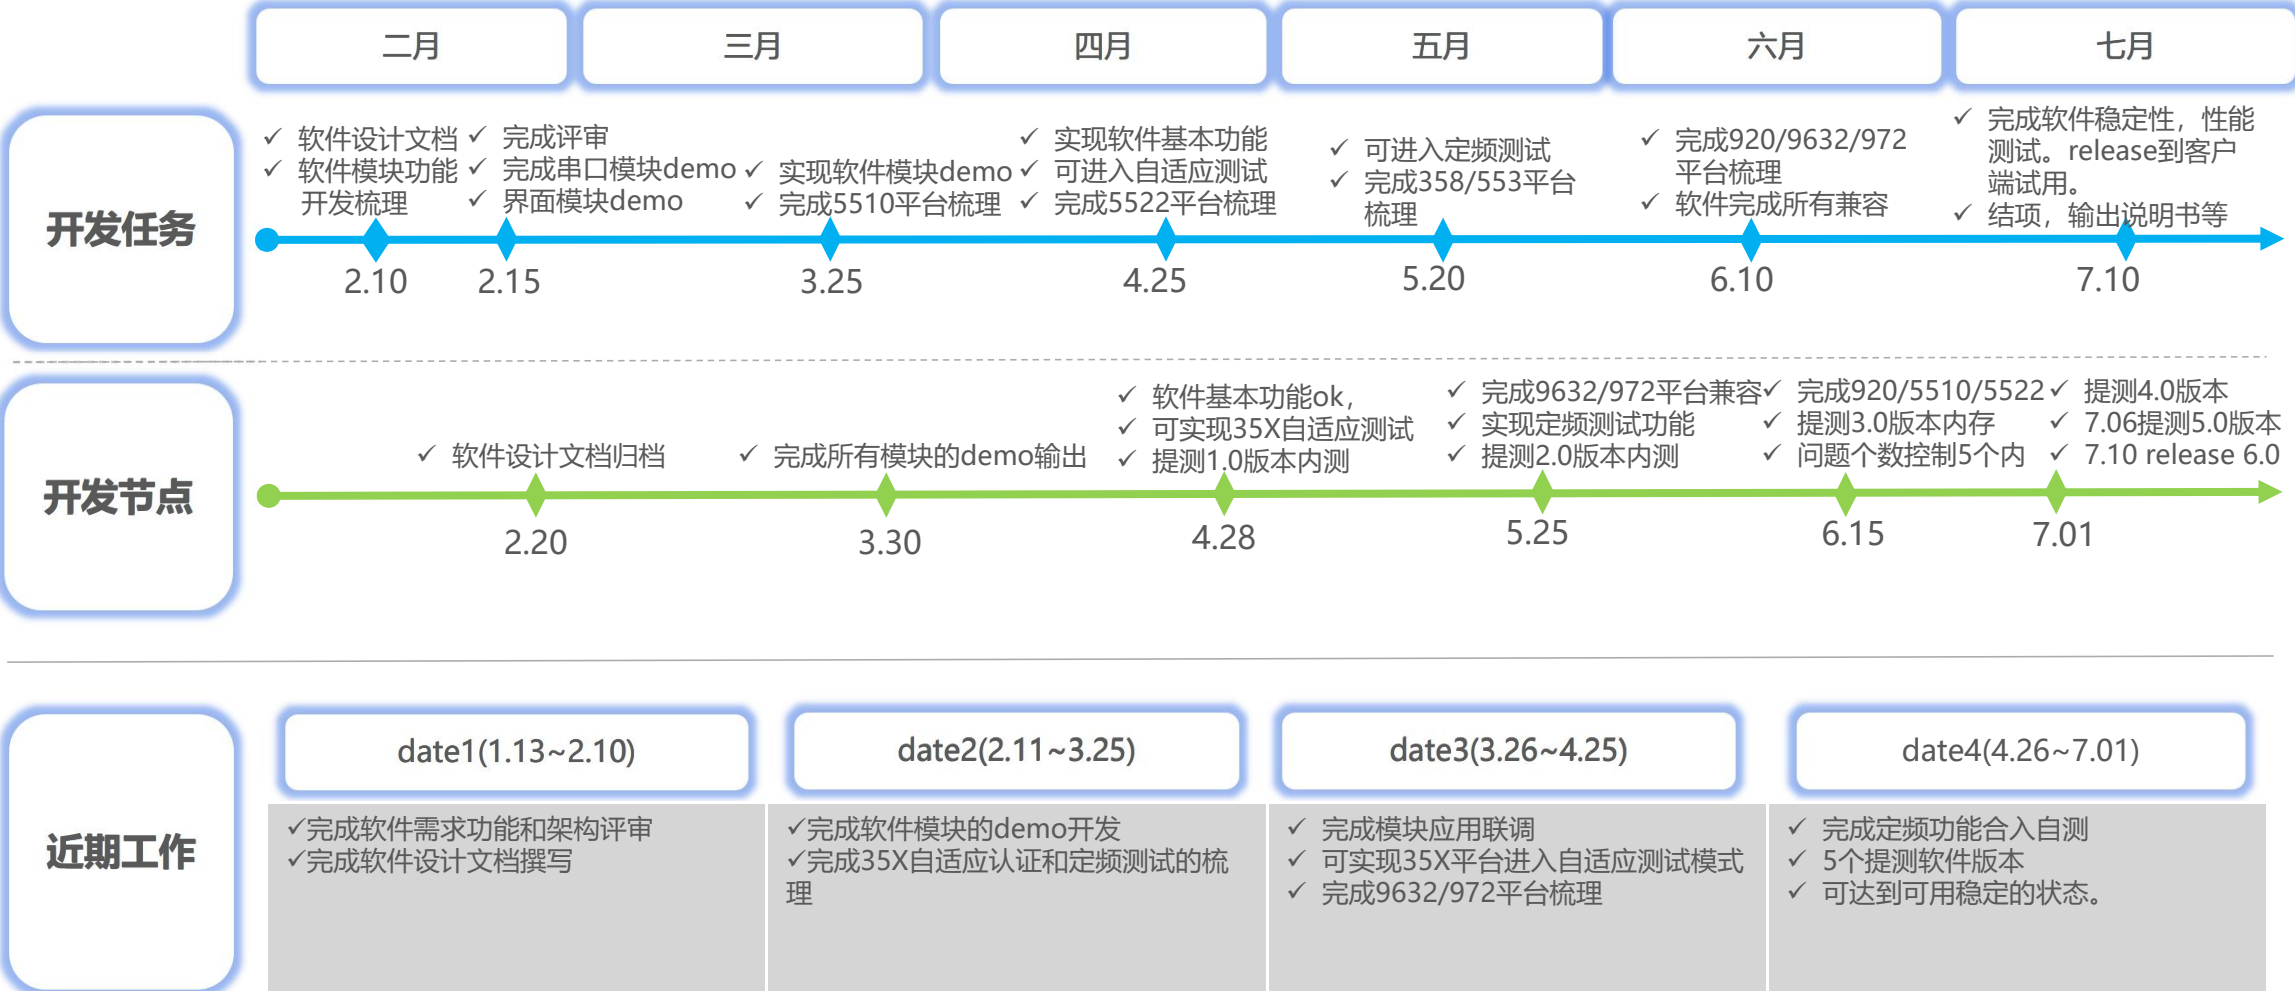 二月
三月
四月
五月
六月
七月
开发任务
✓ 软件设计文档
✓ 软件模块功能
开发梳理
2.10
✓ 完成评审
✓ 完成串口模块demo
✓ 界面模块demo
2.15
✓ 实现软件模块demo
✓ 完成5510平台梳理
3.25
✓ 实现软件基本功能
✓ 可进入自适应测试
✓ 完成5522平台梳理
4.25
✓ 可进入定频测试
✓ 完成358/553平台
梳理
5.20
✓ 完成920/9632/972
平台梳理
✓ 软件完成所有兼容
6.10
✓ 完成软件稳定性，性能
测试。release到客户
端试用。
✓ 结项，输出说明书等
7.10
开发节点
✓ 软件设计文档归档
2.20
✓ 完成所有模块的demo输出
3.30
✓ 软件基本功能ok，
✓ 可实现35X自适应测试
✓ 提测1.0版本内测
4.28
✓ 完成9632/972平台兼容
✓ 实现定频测试功能
✓ 提测2.0版本内测
5.25
✓ 完成920/5510/5522
✓ 提测3.0版本内存
✓ 问题个数控制5个内
6.15
✓ 提测4.0版本
✓ 7.06提测5.0版本
✓ 7.10 release 6.0
7.01
近期工作
date1(1.13~2.10)
✓完成软件需求功能和架构评审
✓完成软件设计文档撰写
date2(2.11~3.25)
✓完成软件模块的demo开发
✓完成35X自适应认证和定频测试的梳
理
date3(3.26~4.25)
✓ 完成模块应用联调
✓ 可实现35X平台进入自适应测试模式
✓ 完成9632/972平台梳理
date4(4.26~7.01)
✓ 完成定频功能合入自测
✓ 5个提测软件版本
✓ 可达到可用稳定的状态。